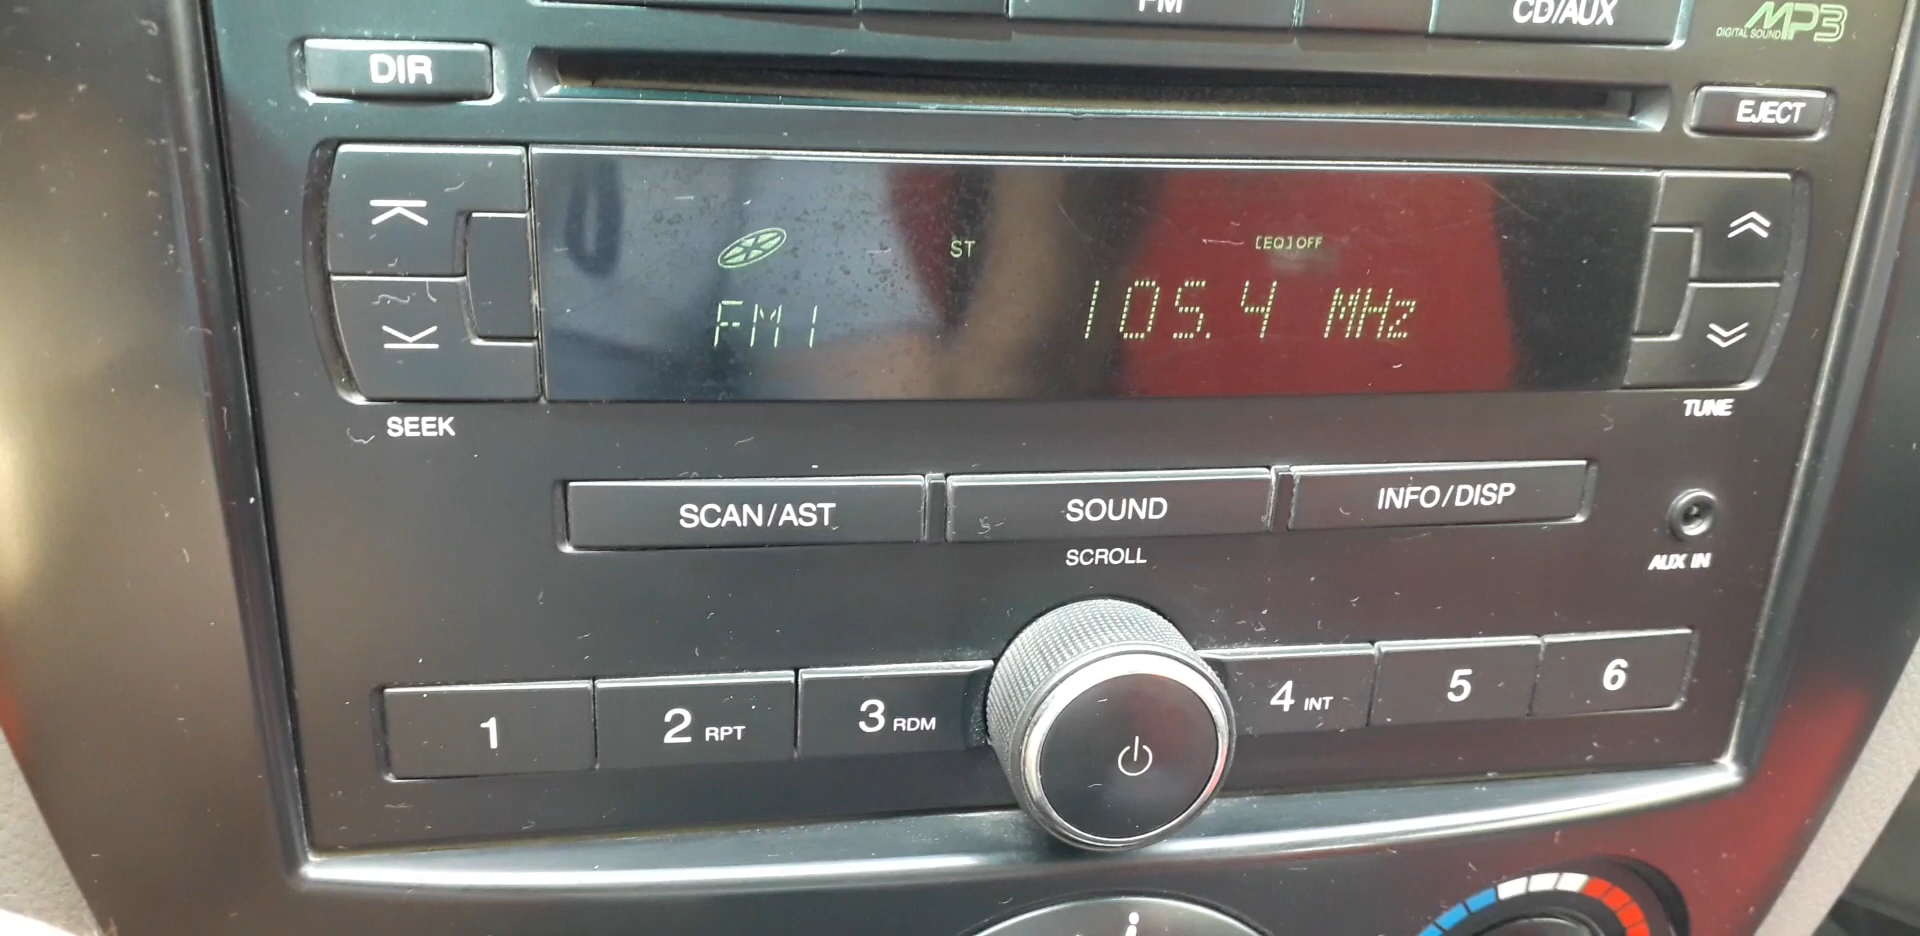 FM
CD/AUX
DIGITAL SOUND MP3
DIR
EJECT
ST
[EQ] OFF
FM1
105.4 MHz
SEEK
TUNE
SCAN/AST
SOUND
INFO/DISP
SCROLL
AUX IN
1
2 RPT
3 RDM
4 INT
5
6